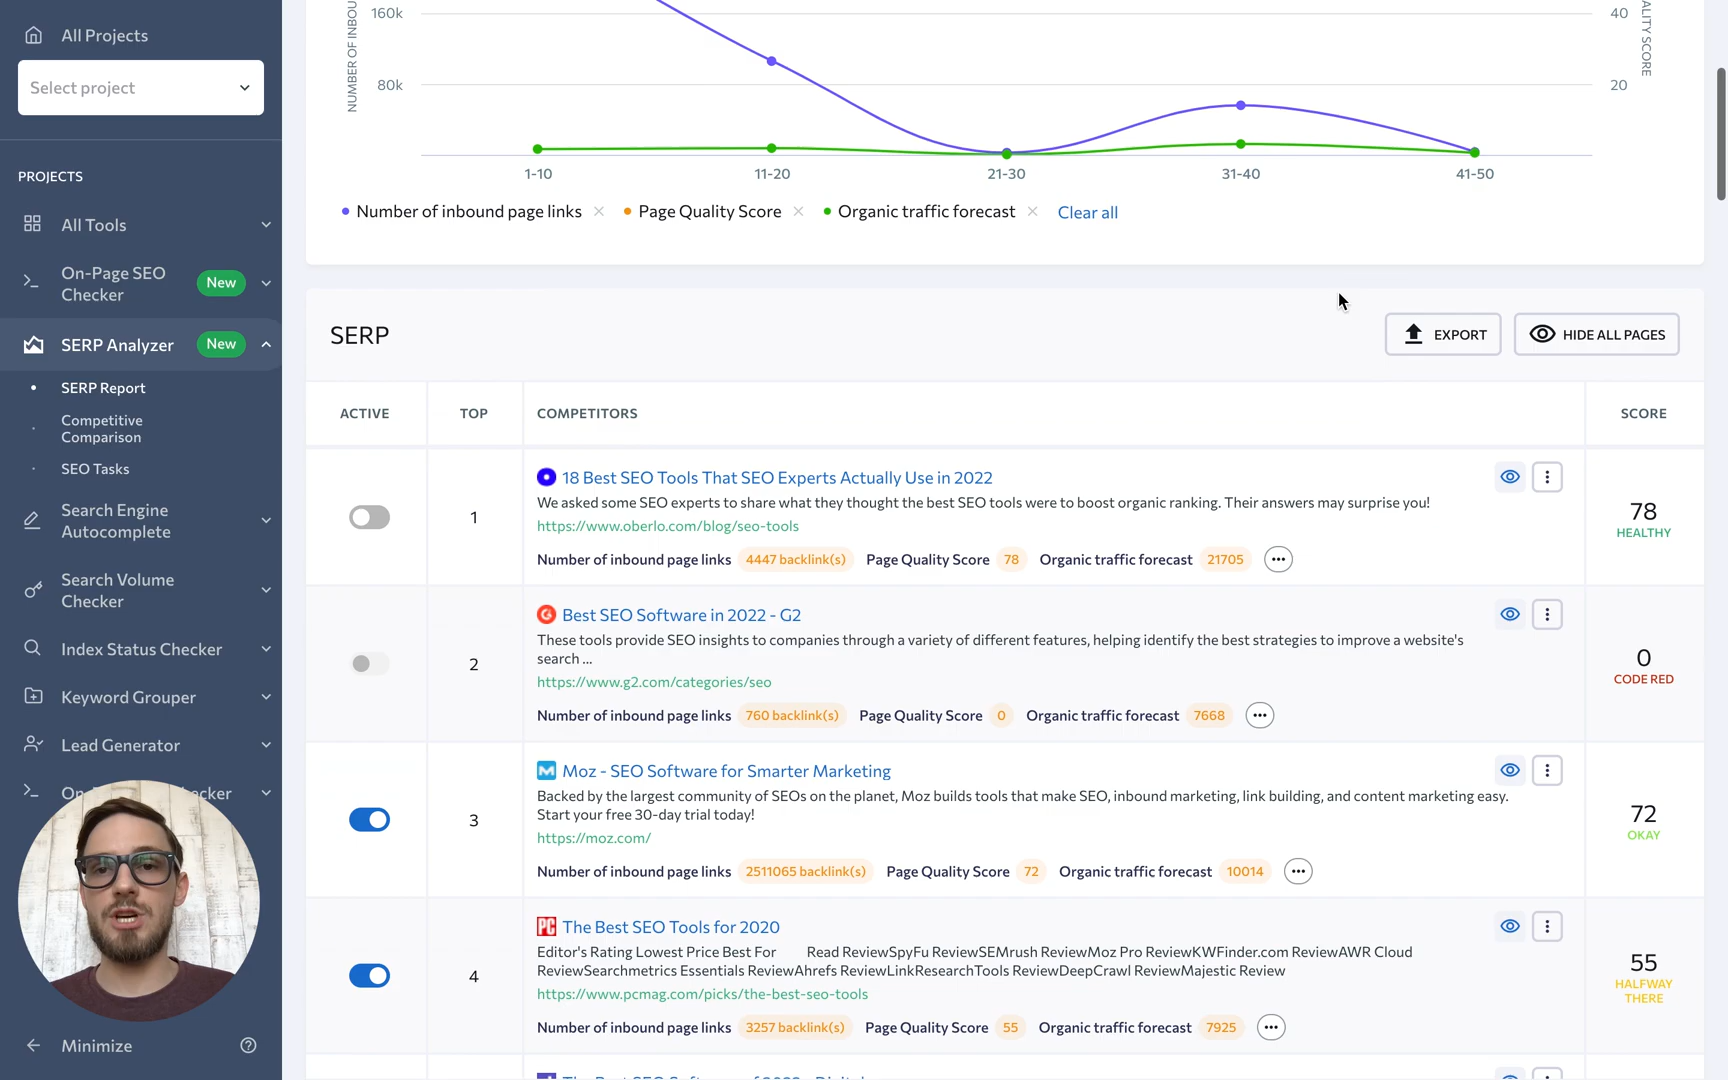 All Projects
Select project
PROJECTS
All Tools
On-Page SEO
Checker
New
SERP Analyzer
New
SERP Report
Competitive
Comparison
SEO Tasks
Search Engine
Autocomplete
Search Volume
Checker
Index Status Checker
Keyword Grouper
Lead Generator
Minimize
160k
80k
NUMBER OF
40
20
SCORE
1-10
11-20
21-30
31-40
41-50
Number of inbound page links
Page Quality Score
Organic traffic forecast
Clear all
SERP
EXPORT
HIDE ALL PAGES
ACTIVE
TOP
COMPETITORS
SCORE
1
18 Best SEO Tools That SEO Experts Actually Use in 2022
We asked some SEO experts to share what they thought the best SEO tools were to boost organic ranking. Their answers may surprise you!
https://www.oberlo.com/blog/seo-tools
Number of inbound page links 4447 backlink(s) Page Quality Score 78 Organic traffic forecast 21705
78
HEALTHY
2
Best SEO Software in 2022 - G2
These tools provide SEO insights to companies through a variety of different features, helping identify the best strategies to improve a website's
search ...
https://www.g2.com/categories/seo
Number of inbound page links 760 backlink(s) Page Quality Score 0 Organic traffic forecast 7668
0
CODE RED
3
Moz - SEO Software for Smarter Marketing
Backed by the largest community of SEOs on the planet, Moz builds tools that make SEO, inbound marketing, link building, and content marketing easy.
Start your free 30-day trial today!
https://moz.com/
Number of inbound page links 2511065 backlink(s) Page Quality Score 72 Organic traffic forecast 10014
72
OKAY
4
PC
The Best SEO Tools for 2020
Editor's Rating Lowest Price Best For Read ReviewSpyFu ReviewSEMrush ReviewMoz Pro ReviewKWFinder.com ReviewAWR Cloud
ReviewSearchmetrics Essentials ReviewAhrefs ReviewLinkResearchTools ReviewDeepCrawl ReviewMajestic Review
https://www.pcmag.com/picks/the-best-seo-tools
Number of inbound page links 3257 backlink(s) Page Quality Score 55 Organic traffic forecast 7925
55
HALFWAY
THERE